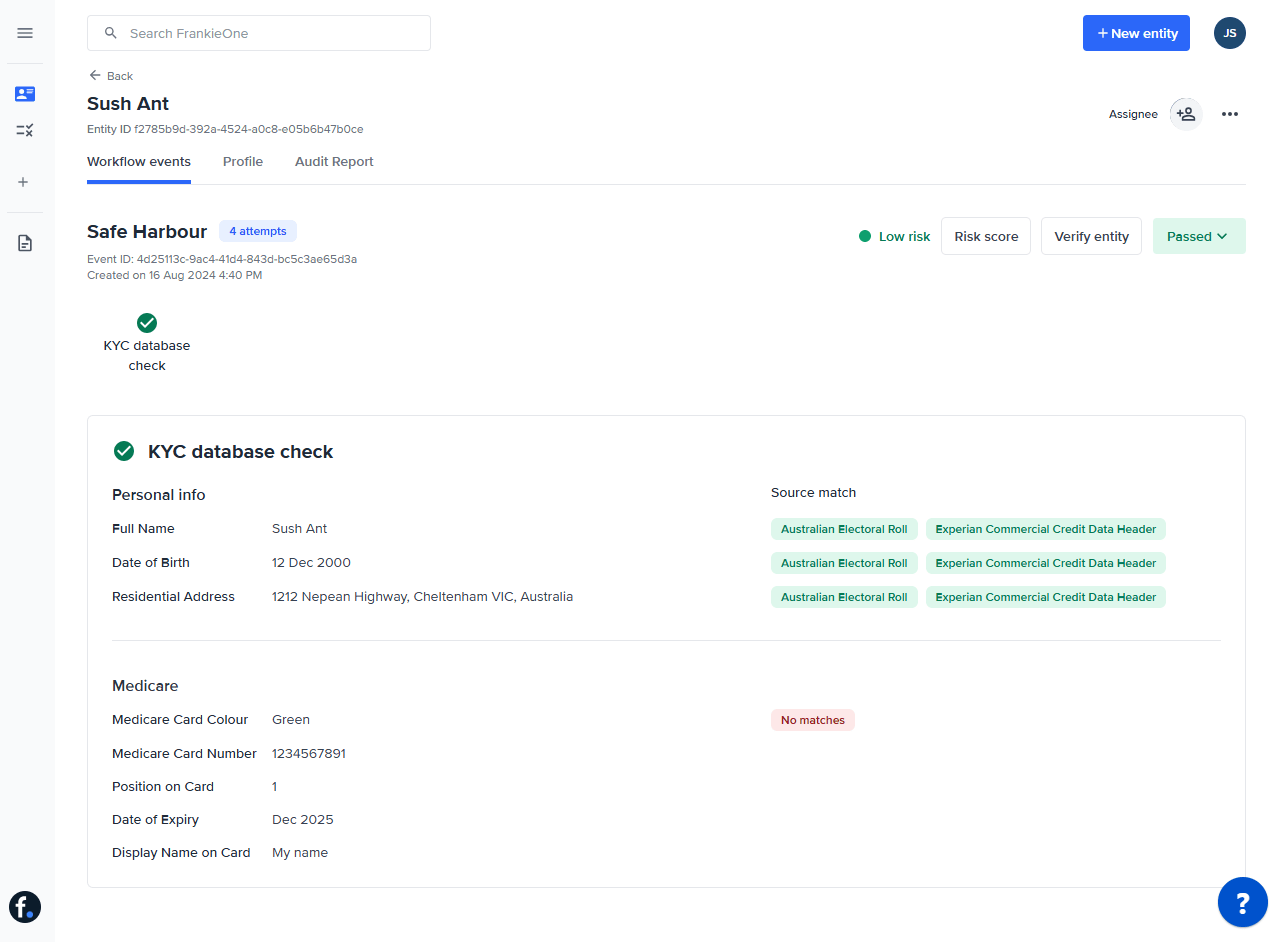 Search FrankieOne
+ New entity
JS
Back
Sush Ant
Entity ID f2785b9d-392a-4524-a0c8-e05b6b47b0ce
Assignee
Workflow events
Profile
Audit Report
Safe Harbour
4 attempts
Low risk
Risk score
Verify entity
Passed
Event ID: 4d25113c-9ac4-41d4-843d-bc5c3ae65d3a
Created on 16 Aug 2024 4:40 PM
KYC database
check
KYC database check
Personal info
Source match
Full Name
Sush Ant
Australian Electoral Roll
Experian Commercial Credit Data Header
Date of Birth
12 Dec 2000
Australian Electoral Roll
Experian Commercial Credit Data Header
Residential Address
1212 Nepean Highway, Cheltenham VIC, Australia
Australian Electoral Roll
Experian Commercial Credit Data Header
Medicare
Medicare Card Colour
Green
No matches
Medicare Card Number
1234567891
Position on Card
1
Date of Expiry
Dec 2025
Display Name on Card
My name
f.
?